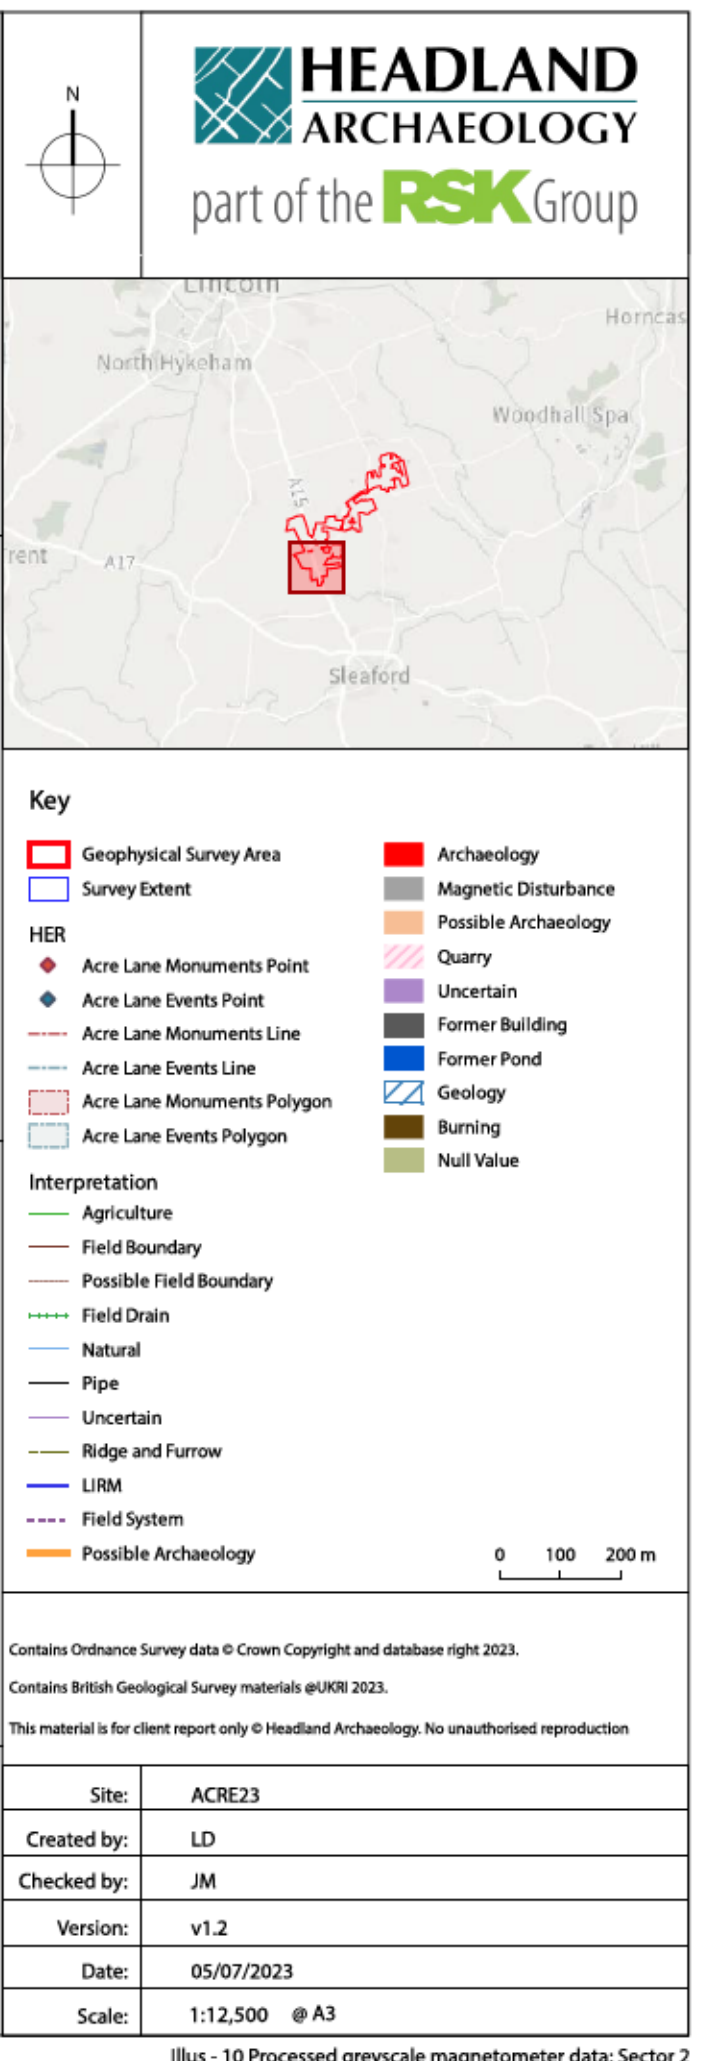 N
HEADLAND
ARCHAEOLOGY
part of the RSK Group
Lincoln
Horncas
North Hykeham
Woodhall Spa
A15
rent
A17
Sleaford
Key
Geophysical Survey Area
Survey Extent
HER
Acre Lane Monuments Point
Acre Lane Events Point
Acre Lane Monuments Line
Acre Lane Events Line
Acre Lane Monuments Polygon
Acre Lane Events Polygon
Interpretation
Agriculture
Field Boundary
Possible Field Boundary
Field Drain
Natural
Pipe
Uncertain
Ridge and Furrow
LIRM
Field System
Possible Archaeology
Archaeology
Magnetic Disturbance
Possible Archaeology
Quarry
Uncertain
Former Building
Former Pond
Geology
Burning
Null Value
0 100 200 m
Contains Ordnance Survey data © Crown Copyright and database right 2023.
Contains British Geological Survey materials @UKRI 2023.
This material is for client report only © Headland Archaeology. No unauthorised reproduction
Site: ACRE23
Created by: LD
Checked by: JM
Version: v1.2
Date: 05/07/2023
Scale: 1:12,500 @ A3
Illus - 10 Processed greyscale magnetometer data; Sector 2